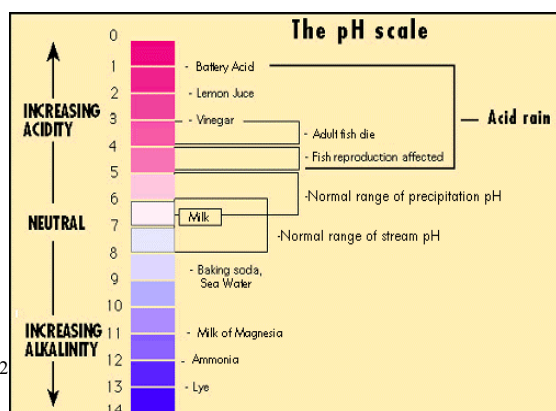 The pH scale
0
1
2
3
4
5
6
7
8
9
10
11
12
13
14
INCREASING
ACIDITY
NEUTRAL
INCREASING
ALKALINITY
2
- Battery Acid
- Lemon Juce
- Vinegar
- Adult fish die
- Fish reproduction affected
Acid rain
-Normal range of precipitation pH
Milk
-Normal range of stream pH
- Baking soda,
Sea Water
- Milk of Magnesia
- Ammonia
- Lye